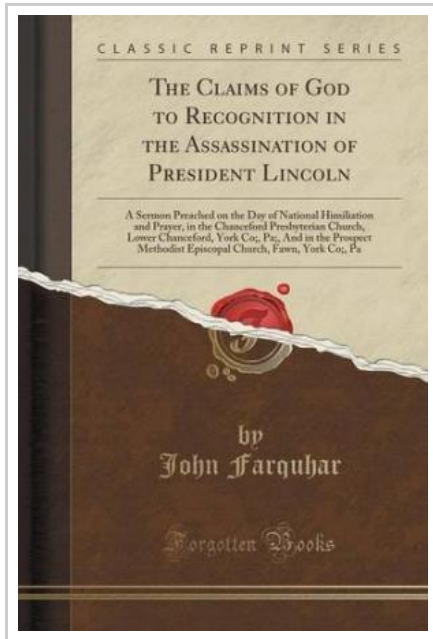 CLASSIC REPRINT SERIES
THE CLAIMS OF GOD
TO RECOGNITION IN
THE ASSASSINATION OF
PRESIDENT LINCOLN
A Sermon Preached on the Day of National Himiliation
and Prayer, in the Chanceford Presbyterian Church,
Lower Chanceford, York Co;, Pa;, And in the Prospect
Methodist Episcopal Church, Fawn, York Co;, Pa
by
John Farquhar
Forgotten Books